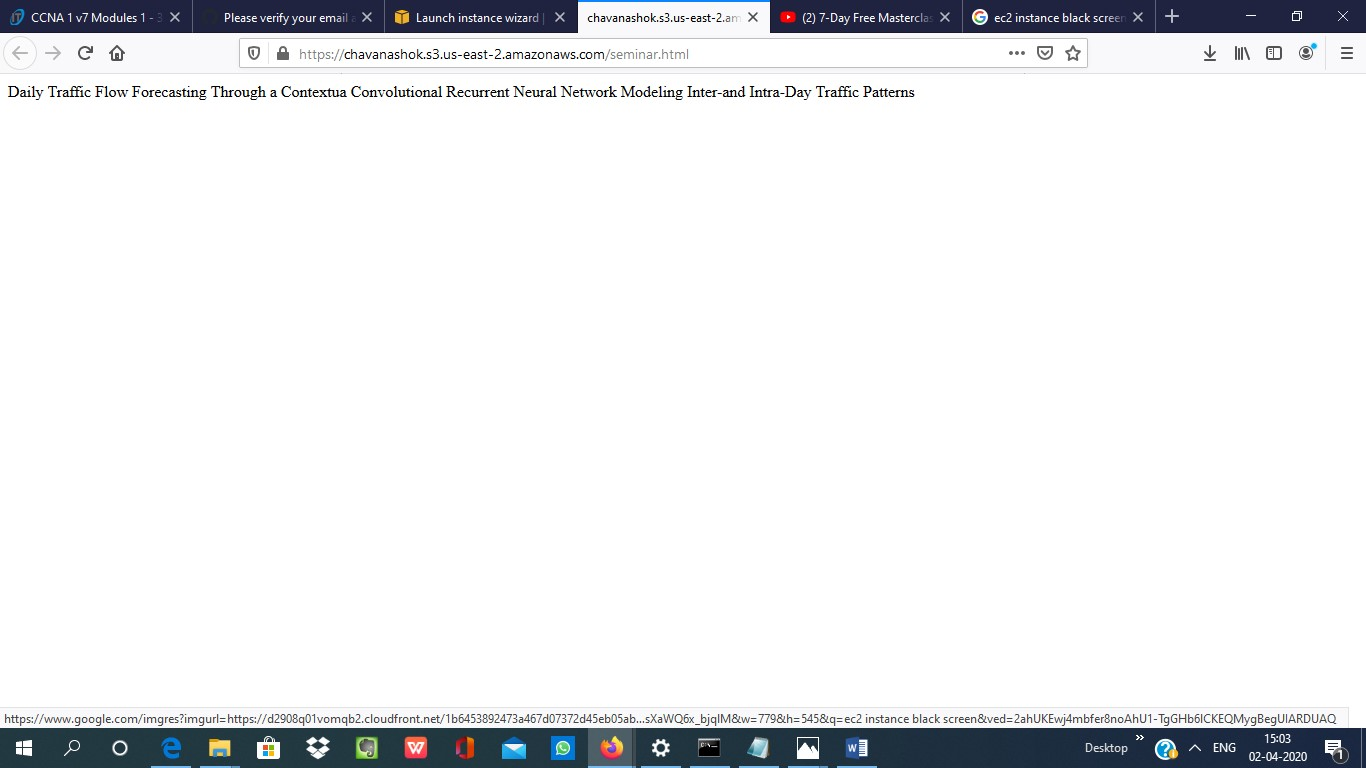 CCNA 1 v7 Modules 1 - 3
Please verify your email a
Launch instance wizard |
chavanashok.s3.us-east-2.am
(2) 7-Day Free Masterclas
ec2 instance black screen
https://chavanashok.s3.us-east-2.amazonaws.com/seminar.html
Daily Traffic Flow Forecasting Through a Contextua Convolutional Recurrent Neural Network Modeling Inter-and Intra-Day Traffic Patterns
https://www.google.com/imgres?imgurl=https://d2908q01vomqb2.cloudfront.net/1b6453892473a467d07372d45eb05ab...sXaWQ6x_bjqIM&w=779&h=545&q=ec2 instance black screen&ved=2ahUKEwj4mbfer8noAhU1-TgGHb6lCKEQMygBegUIARDUAQ
Desktop
ENG
15:03
02-04-2020
1